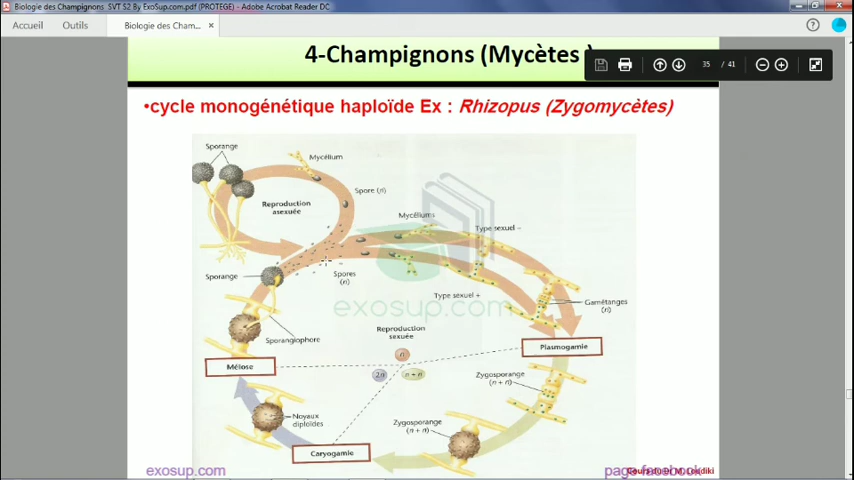 Biologie des Champignons SVT S2 By ExoSup.com.pdf (PROTEGE) - Adobe Acrobat Reader DC
Accueil
Outils
Biologie des Cham...
×
35 / 41
4-Champignons (Mycètes )
•cycle monogénétique haploïde Ex : Rhizopus (Zygomycètes)
Sporange
Mycélium
Spore (n)
Reproduction
asexuée
Mycéliums
Type sexuel –
Sporange
Spores
(n)
Type sexuel +
Gamétanges
(n)
exosup.com
Sporangiophore
Reproduction
sexuée
n
Plasmogamie
Méiose
2n
n + n
Zygosporange
(n + n)
Noyaux
diploïdes
Zygosporange
(n + n)
Caryogamie
exosup.com